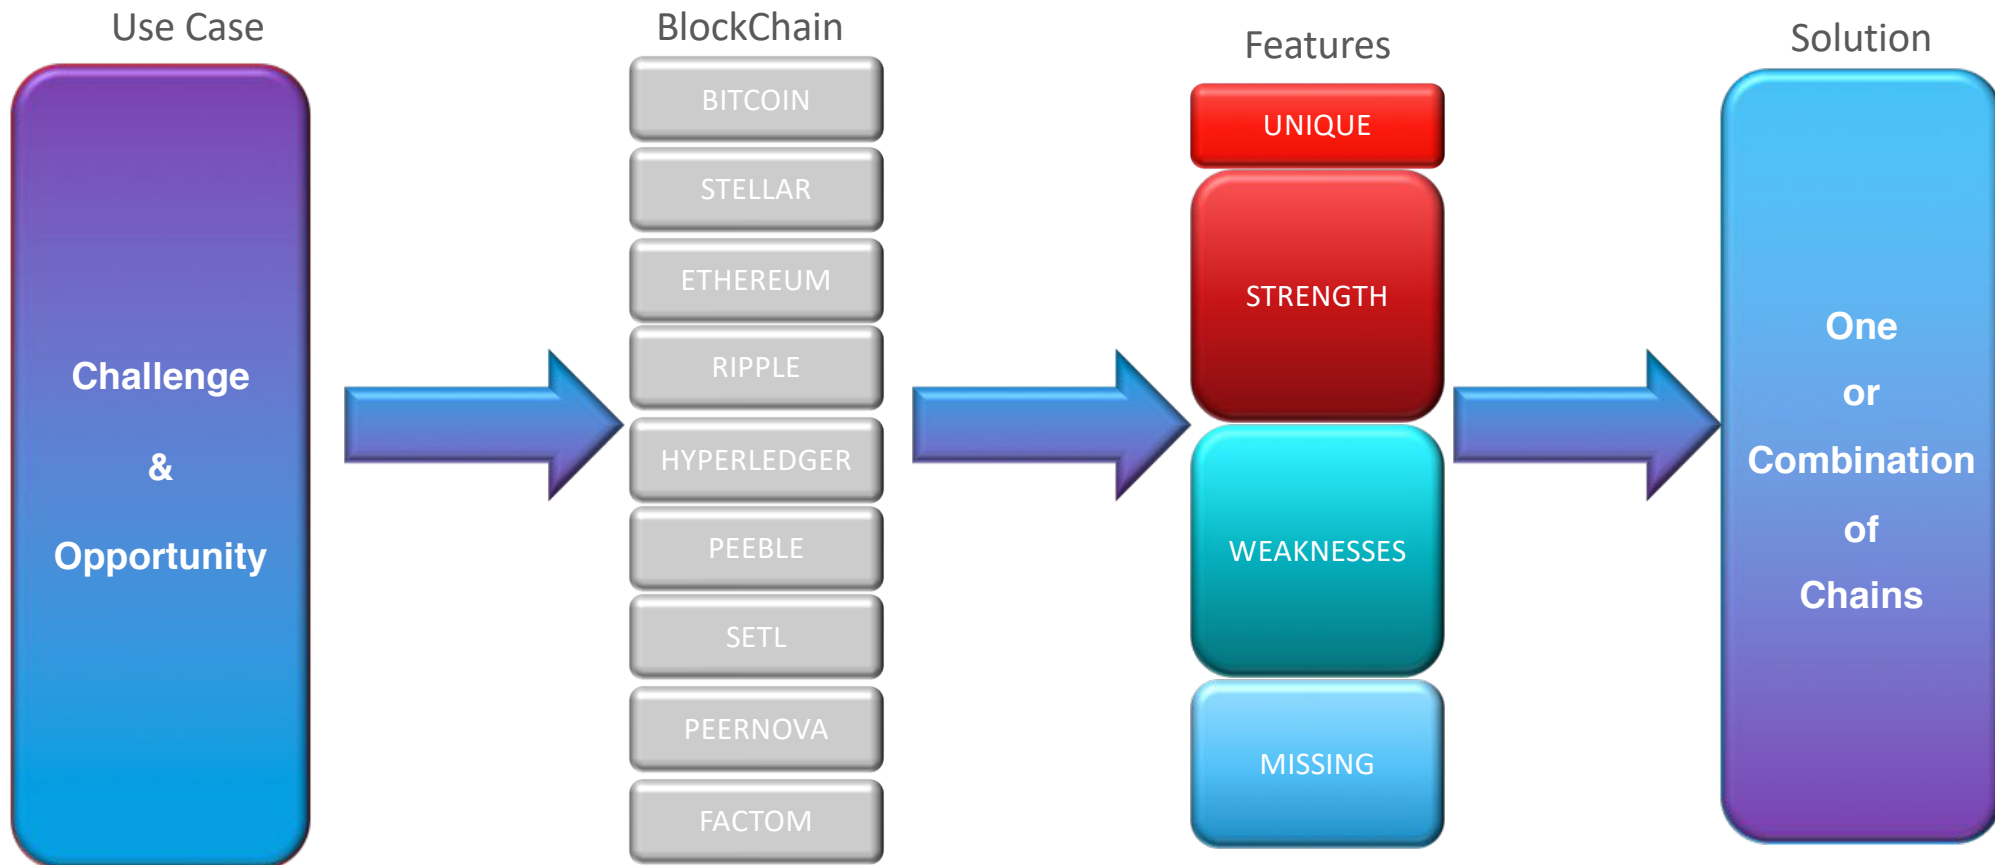 Use Case
Challenge
&
Opportunity
BlockChain
BITCOIN
STELLAR
ETHEREUM
RIPPLE
HYPERLEDGER
PEEBLE
SETL
PEERNOVA
FACTOM
Features
UNIQUE
STRENGTH
WEAKNESSES
MISSING
Solution
One
or
Combination
of
Chains